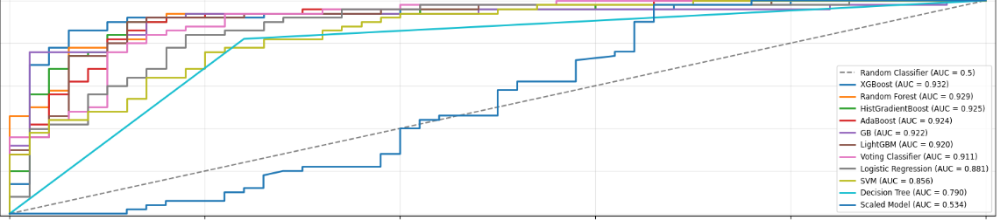 Random Classifier (AUC = 0.5)
XGBoost (AUC = 0.932)
Random Forest (AUC = 0.929)
HistGradientBoost (AUC = 0.925)
AdaBoost (AUC = 0.924)
GB (AUC = 0.922)
LightGBM (AUC = 0.920)
Voting Classifier (AUC = 0.911)
Logistic Regression (AUC = 0.881)
SVM (AUC = 0.856)
Decision Tree (AUC = 0.790)
Scaled Model (AUC = 0.534)